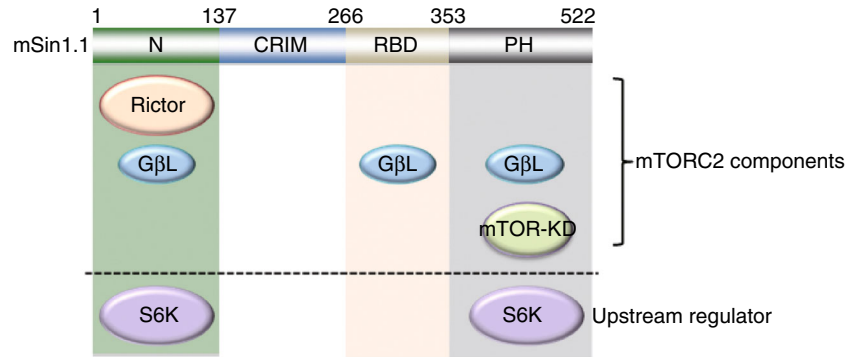 1 137 266 353 522
mSin1.1 N CRIM RBD PH
Rictor
GβL GβL GβL
mTORC2 components
mTOR-KD
S6K S6K Upstream regulator